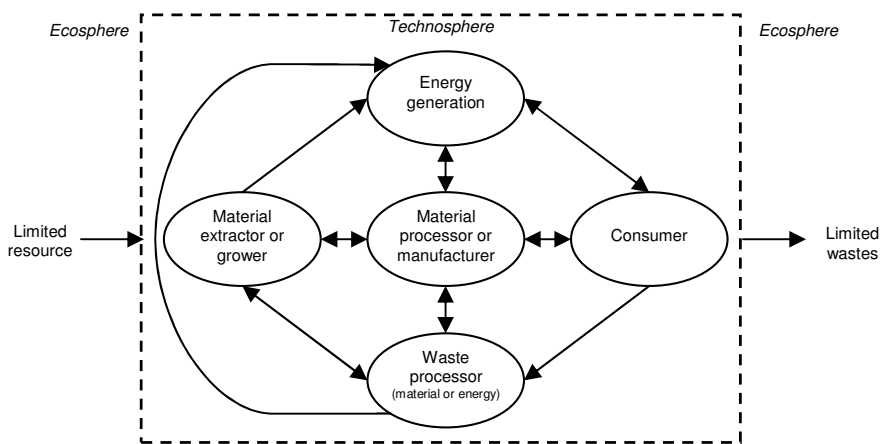 Ecosphere
Technosphere
Ecosphere
Energy
generation
Limited
resource
Material
extractor or
grower
Material
processor or
manufacturer
Consumer
Limited
wastes
Waste
processor
(material or energy)